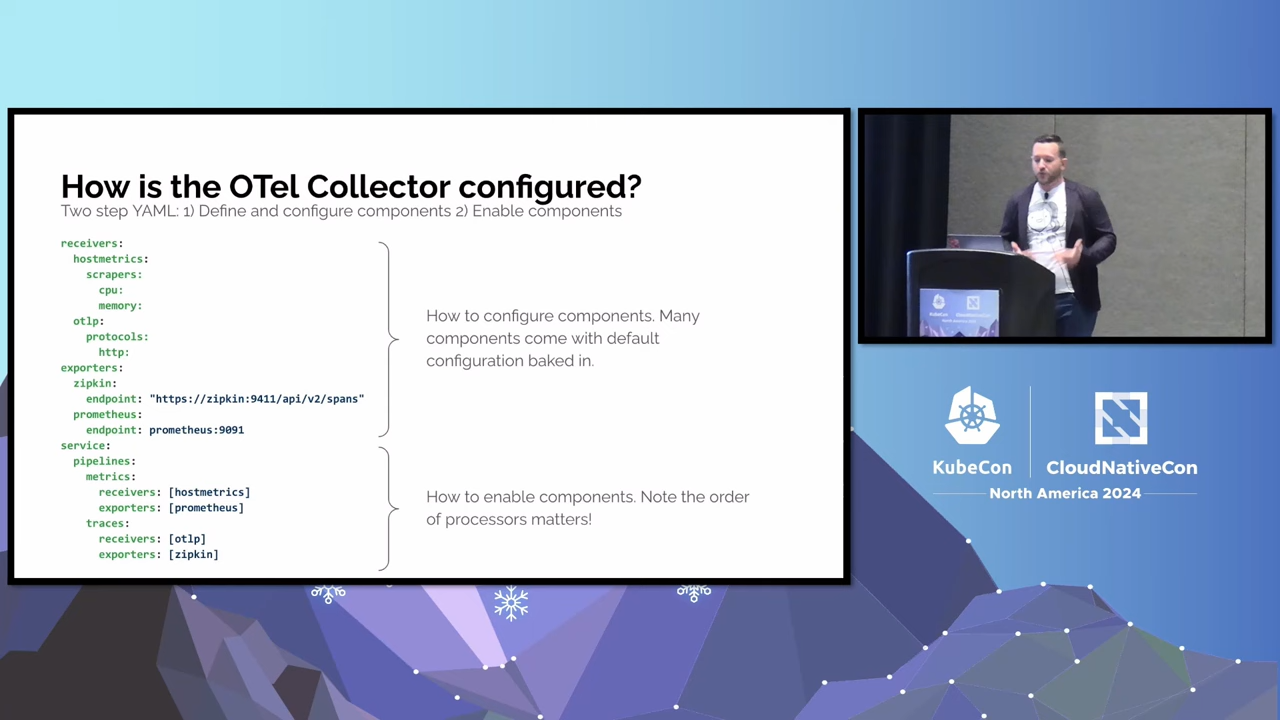 How is the OTel Collector configured?
Two step YAML: 1) Define and configure components 2) Enable components
receivers:
  hostmetrics:
    scrapers:
      cpu:
      memory:
  otlp:
    protocols:
      http:
exporters:
  zipkin:
    endpoint: "https://zipkin:9411/api/v2/spans"
  prometheus:
    endpoint: prometheus:9091
service:
  pipelines:
    metrics:
      receivers: [hostmetrics]
      exporters: [prometheus]
    traces:
      receivers: [otlp]
      exporters: [zipkin]
How to configure components. Many
components come with default
configuration baked in.
How to enable components. Note the order
of processors matters!
KubeCon
CloudNativeCon
KubeCon
CloudNativeCon
North America 2024